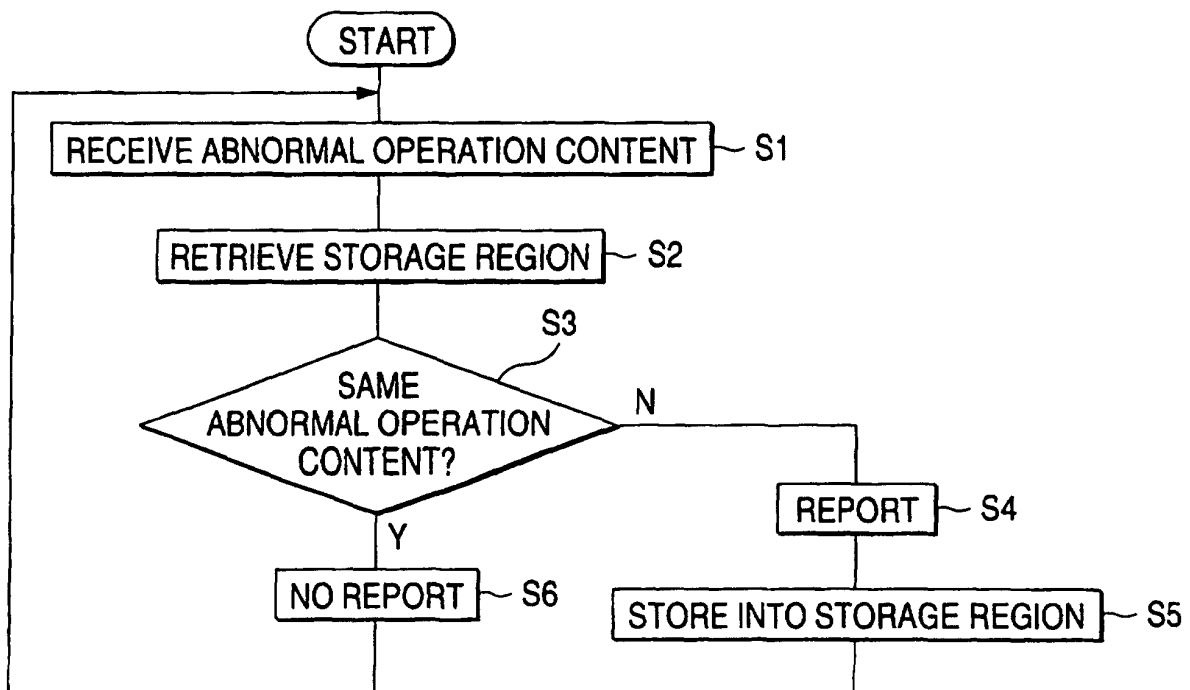 START
RECEIVE ABNORMAL OPERATION CONTENT
S1
RETRIEVE STORAGE REGION
S2
S3
SAME
ABNORMAL OPERATION
CONTENT?
N
Y
REPORT
S4
NO REPORT
S6
STORE INTO STORAGE REGION
S5